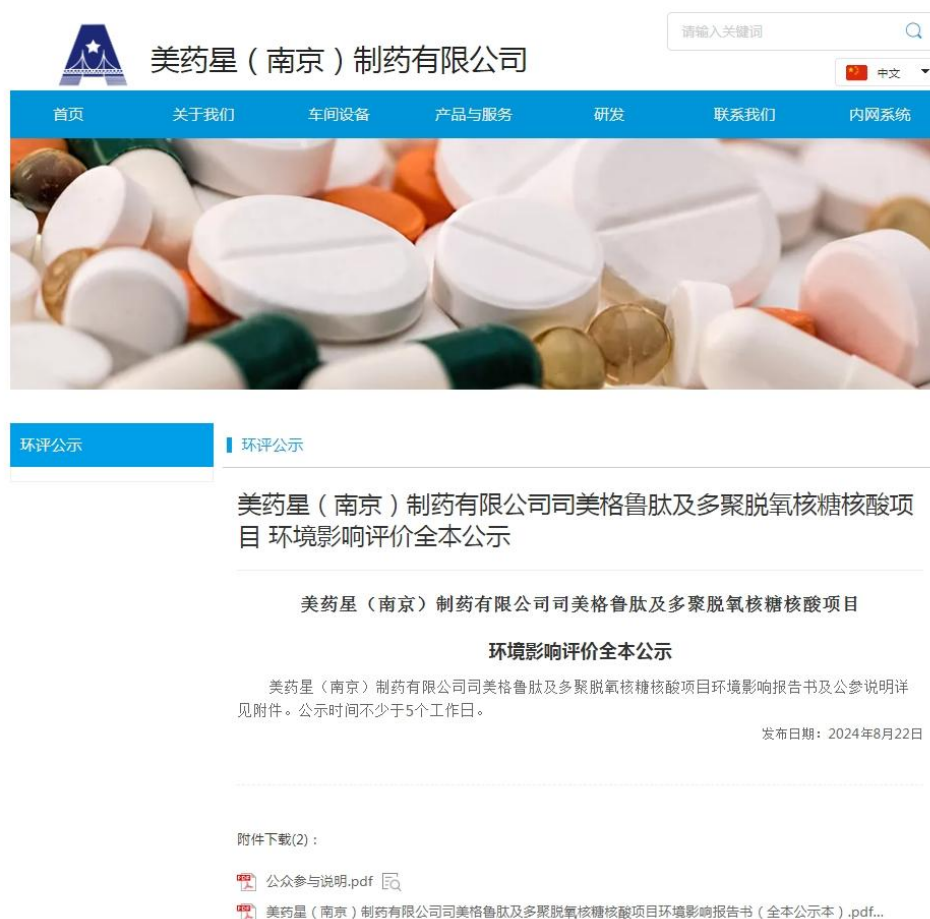 请输入关键词
美药星（南京）制药有限公司
中文
首页 关于我们 车间设备 产品与服务 研发 联系我们 内网系统
环评公示
环评公示
美药星（南京）制药有限公司司美格鲁肽及多聚脱氧核糖核酸项
目 环境影响评价全本公示
美药星（南京）制药有限公司司美格鲁肽及多聚脱氧核糖核酸项目
环境影响评价全本公示
美药星（南京）制药有限公司司美格鲁肽及多聚脱氧核糖核酸项目环境影响报告书及公参说明详
见附件。公示时间不少于5个工作日。
发布日期：2024年8月22日
附件下载(2)：
公众参与说明.pdf
美药星（南京）制药有限公司司美格鲁肽及多聚脱氧核糖核酸项目环境影响报告书（全本公示本）.pdf...